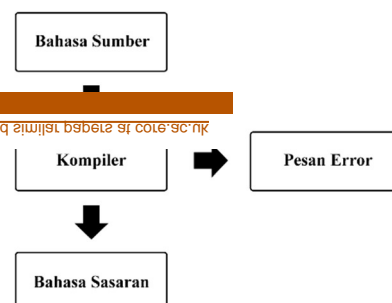 Bahasa Sumber
d similar papers at core.ac.uk
Kompiler
Pesan Error
Bahasa Sasaran